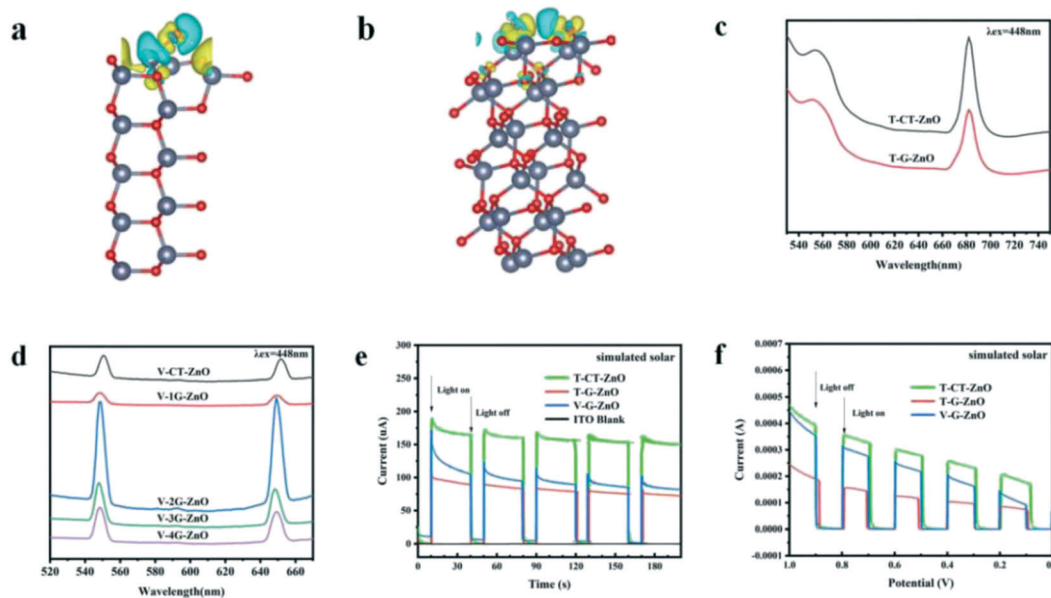 a
b
c
λex=448nm
T-CT-ZnO
T-G-ZnO
530 560 580 600 620 640 660 680 700 720 740
Wavelength(nm)
d
λex=448nm
V-CT-ZnO
V-1G-ZnO
V-2G-ZnO
V-3G-ZnO
V-4G-ZnO
520 540 560 580 600 620 640 660
Wavelength(nm)
e
simulated solar
Light on
Light off
T-CT-ZnO
T-G-ZnO
V-G-ZnO
ITO Blank
Current (uA)
300
250
200
150
100
50
0
0 30 60 90 120 150 180
Time (s)
f
simulated solar
Light off
Light on
T-CT-ZnO
T-G-ZnO
V-G-ZnO
Current (A)
0.0007
0.0006
0.0005
0.0004
0.0003
0.0002
0.0001
0.0000
-0.0001
1.0 0.8 0.6 0.4 0.2 0
Potential (V)